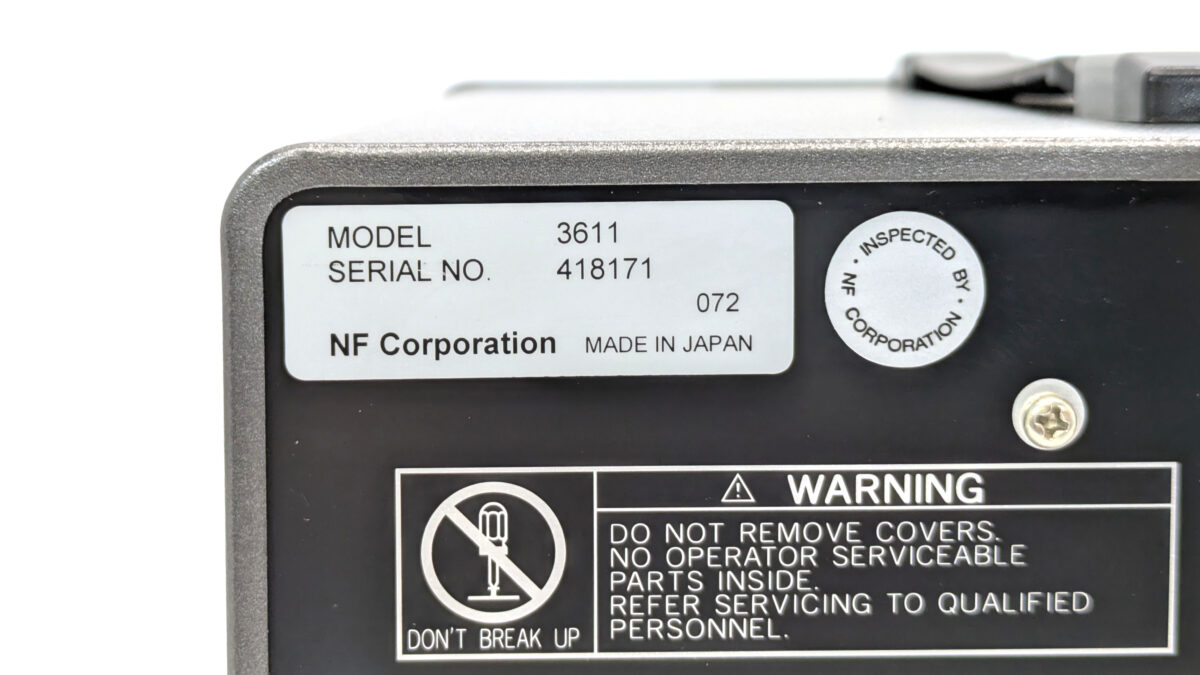 MODEL 3611
SERIAL NO. 418171
072
NF Corporation MADE IN JAPAN
· INSPECTED BY · NF CORPORATION
⚠ WARNING
DO NOT REMOVE COVERS.
NO OPERATOR SERVICEABLE
PARTS INSIDE.
REFER SERVICING TO QUALIFIED
PERSONNEL.
DON'T BREAK UP